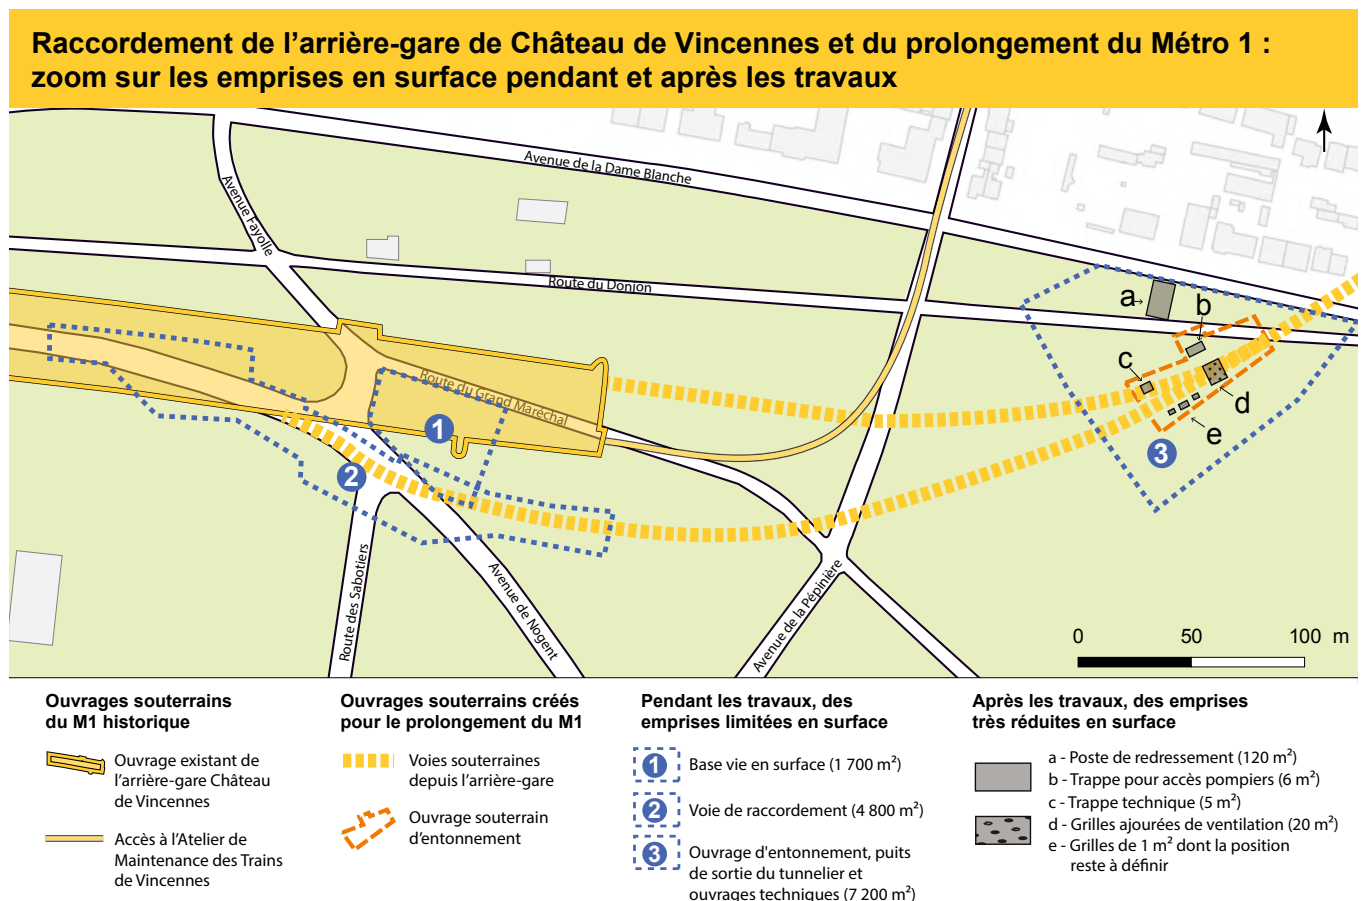 Raccordement de l’arrière-gare de Château de Vincennes et du prolongement du Métro 1 :
zoom sur les emprises en surface pendant et après les travaux
Avenue de la Dame Blanche
Avenue Fayolle
Route du Donjon
Route du Grand Maréchal
a
b
c
d
e
1
2
3
Route des Sabotiers
Avenue de Nogent
Avenue de la Pépinière
0 50 100 m
Ouvrages souterrains
du M1 historique
Ouvrage existant de
l’arrière-gare Château
de Vincennes
Accès à l’Atelier de
Maintenance des Trains
de Vincennes
Ouvrages souterrains créés
pour le prolongement du M1
Voies souterraines
depuis l’arrière-gare
Ouvrage souterrain
d’entonnement
Pendant les travaux, des
emprises limitées en surface
1 Base vie en surface (1 700 m²)
2 Voie de raccordement (4 800 m²)
3 Ouvrage d'entonnement, puits
de sortie du tunnelier et
ouvrages techniques (7 200 m²)
Après les travaux, des emprises
très réduites en surface
a - Poste de redressement (120 m²)
b - Trappe pour accès pompiers (6 m²)
c - Trappe technique (5 m²)
d - Grilles ajourées de ventilation (20 m²)
e - Grilles de 1 m² dont la position
reste à définir